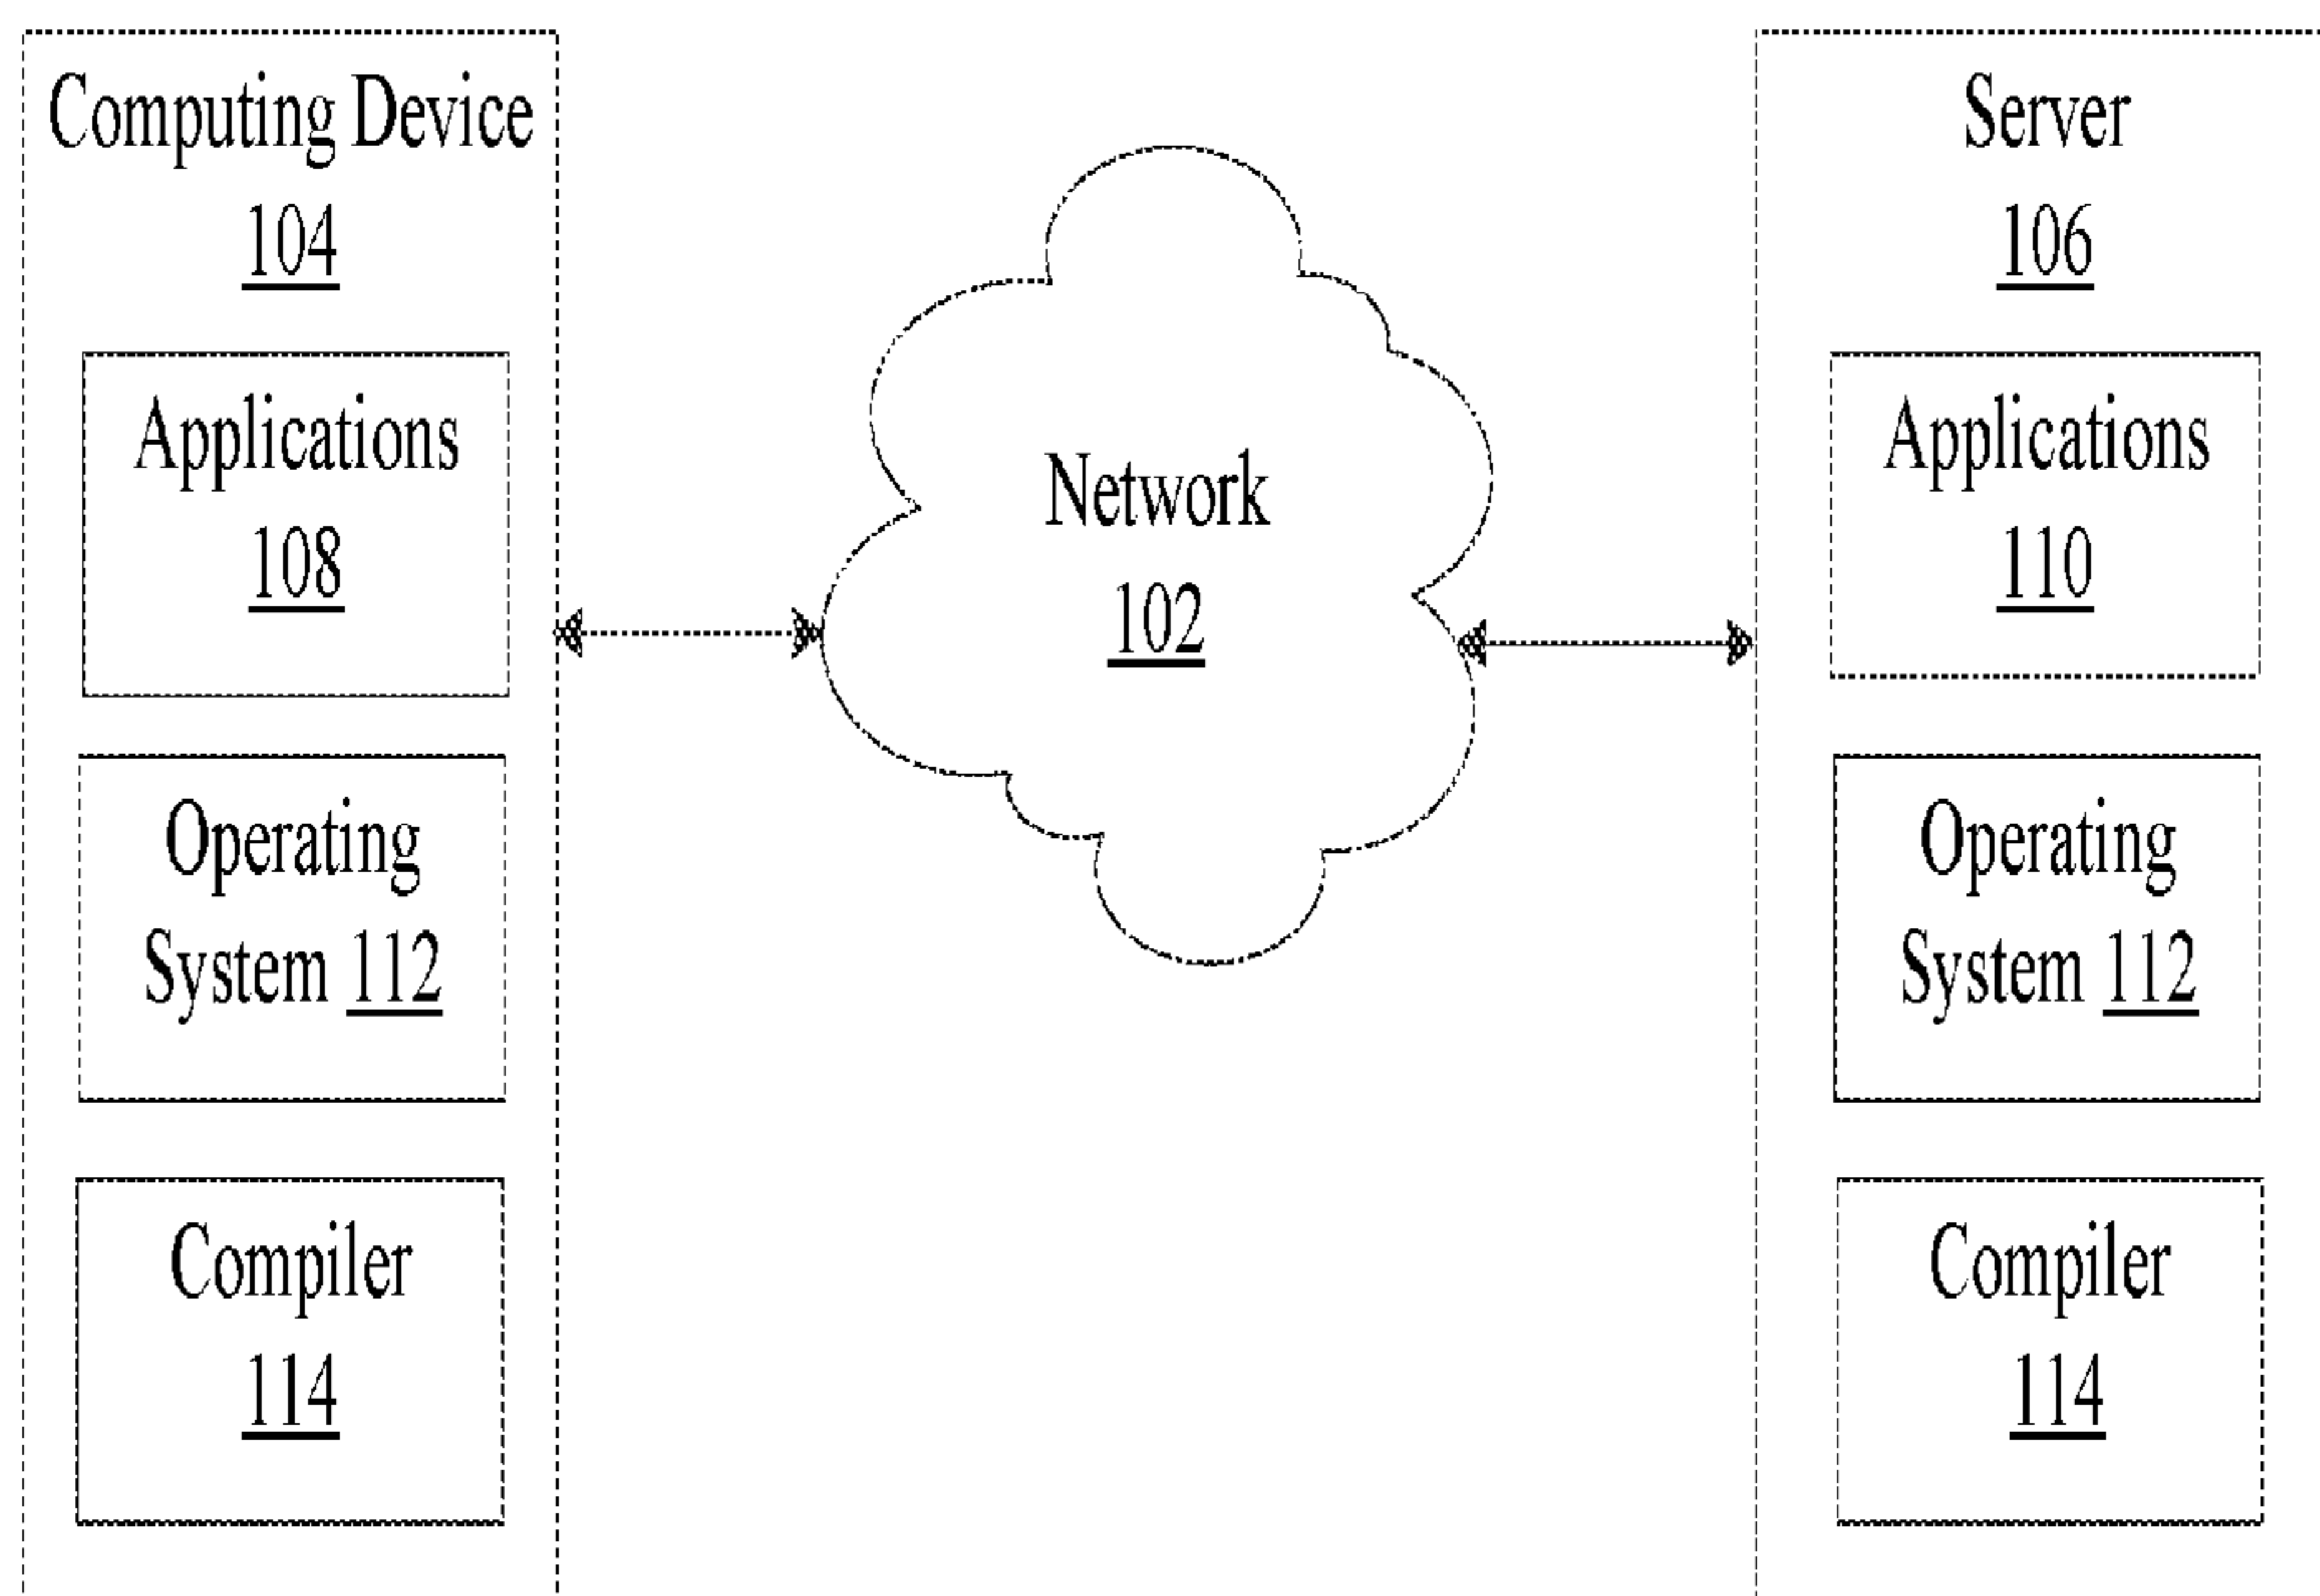 Computing Device
104
Applications
108
Operating
System 112
Compiler
114
Network
102
Server
106
Applications
110
Operating
System 112
Compiler
114